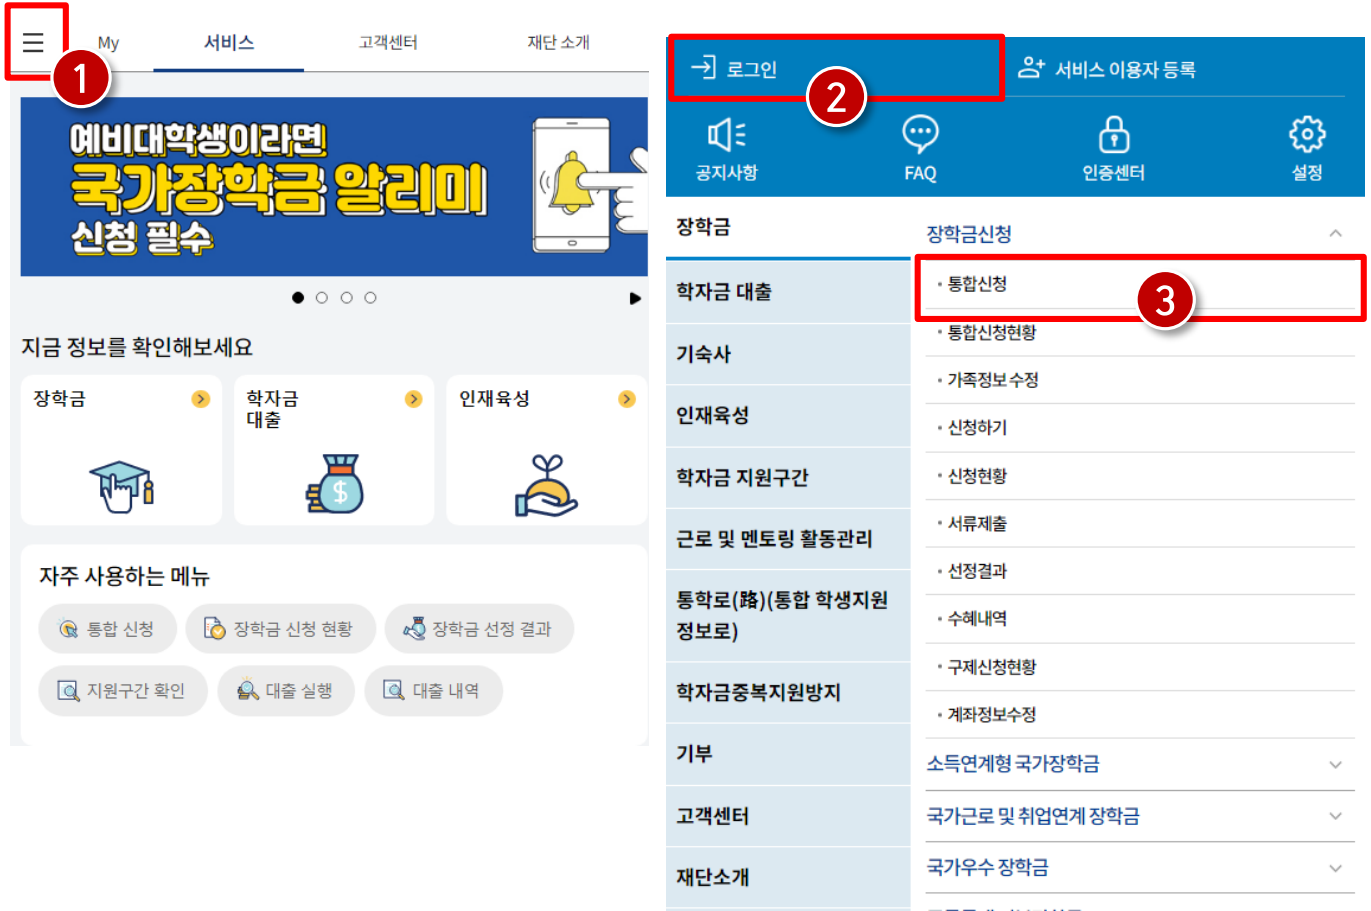 My
서비스
고객센터
재단 소개
1
예비대학생이라면
국가장학금 알리미
신청 필수
지금 정보를 확인해보세요
장학금
학자금
대출
인재육성
$
자주 사용하는 메뉴
통합 신청
장학금 신청 현황
장학금 선정 결과
지원구간 확인
대출 실행
대출 내역
로그인
2
서비스 이용자 등록
공지사항
FAQ
인증센터
설정
장학금
학자금 대출
기숙사
인재육성
학자금 지원구간
근로 및 멘토링 활동관리
통학로(路)(통합 학생지원
정보로)
학자금중복지원방지
기부
고객센터
재단소개
장학금신청
· 통합신청
3
· 통합신청현황
· 가족정보 수정
· 신청하기
· 신청현황
· 서류제출
· 선정결과
· 수혜내역
· 구제신청현황
· 계좌정보수정
소득연계형 국가장학금
국가근로 및 취업연계 장학금
국가우수 장학금